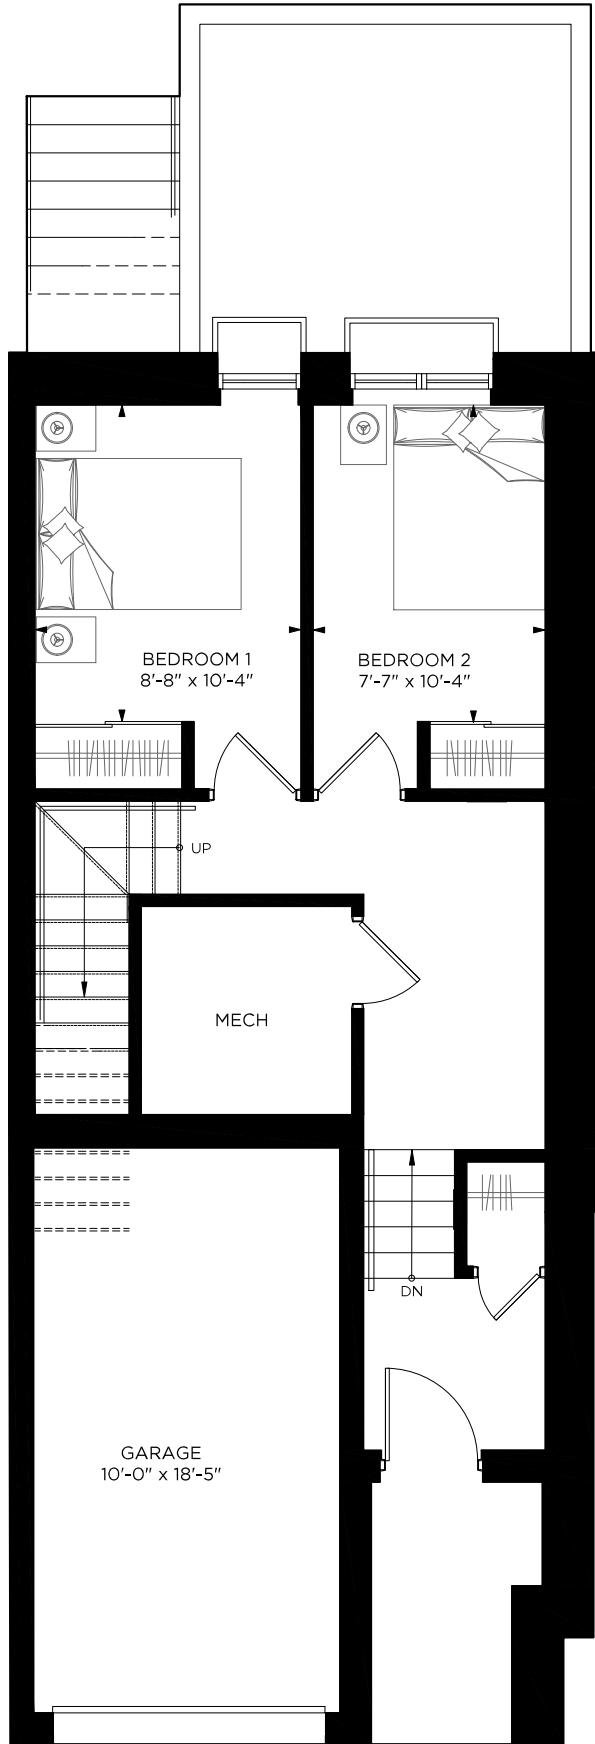 BEDROOM 1
8'-8" x 10'-4"
BEDROOM 2
7'-7" x 10'-4"
UP
MECH
DN
GARAGE
10'-0" x 18'-5"